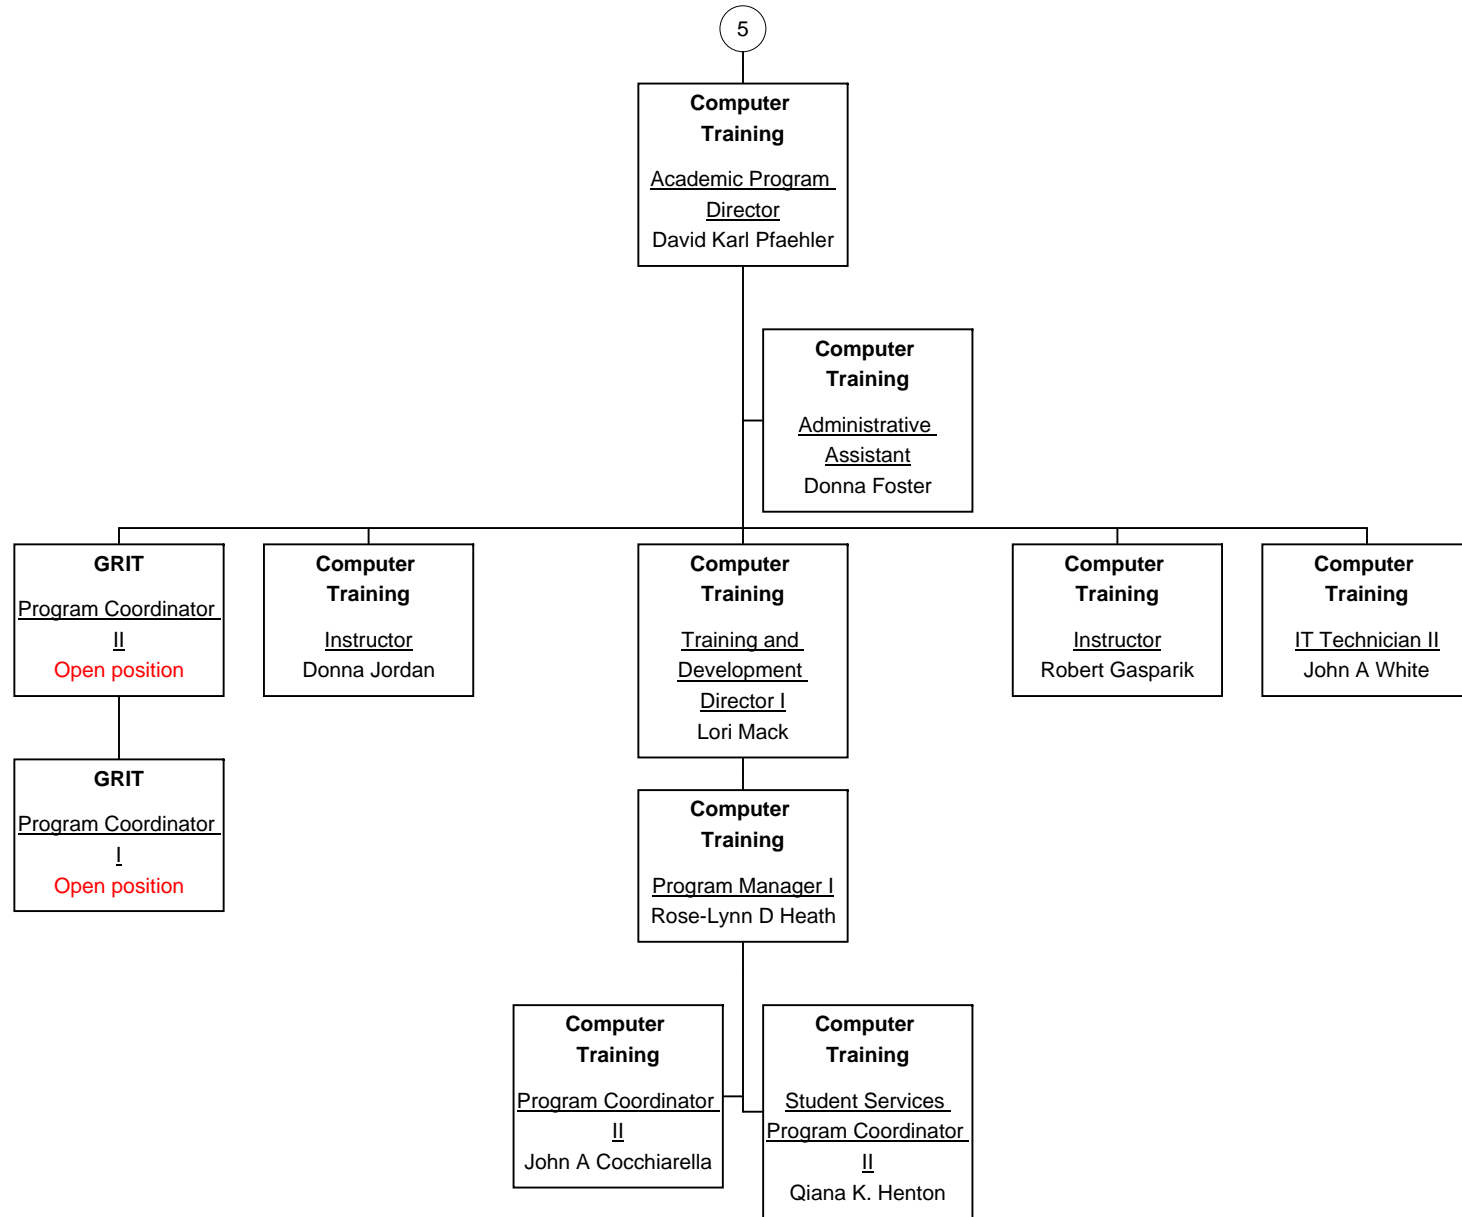 5
Computer
Training
Academic Program
Director
David Karl Pfaehler
Computer
Training
Administrative
Assistant
Donna Foster
GRIT
Program Coordinator
II
Open position
Computer
Training
Instructor
Donna Jordan
Computer
Training
Training and
Development
Director I
Lori Mack
Computer
Training
Instructor
Robert Gasparik
Computer
Training
IT Technician II
John A White
GRIT
Program Coordinator
I
Open position
Computer
Training
Program Manager I
Rose-Lynn D Heath
Computer
Training
Program Coordinator
II
John A Cocchiarella
Computer
Training
Student Services
Program Coordinator
II
Qiana K. Henton